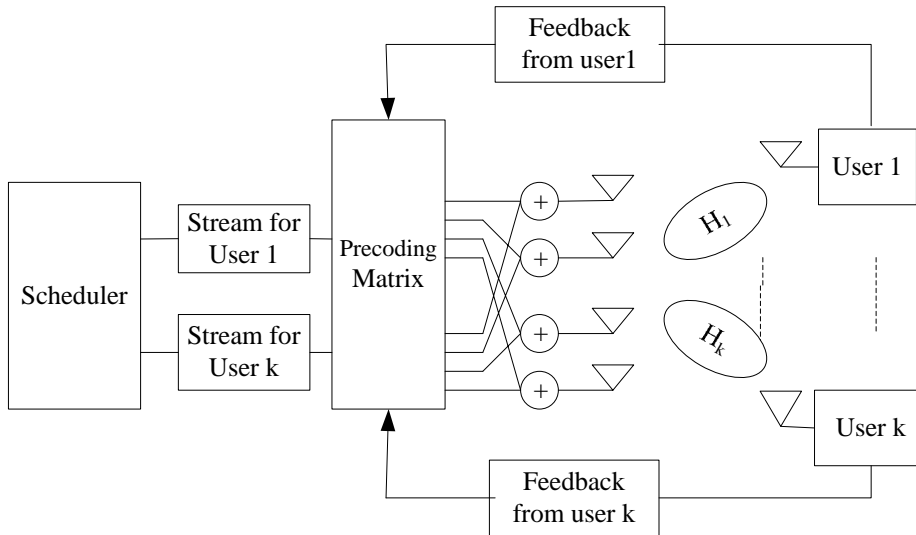 Feedback
from user1
User 1
Stream for
User 1
Precoding
Matrix
Scheduler
Stream for
User k
+
+
+
+
H1
Hk
User k
Feedback
from user k